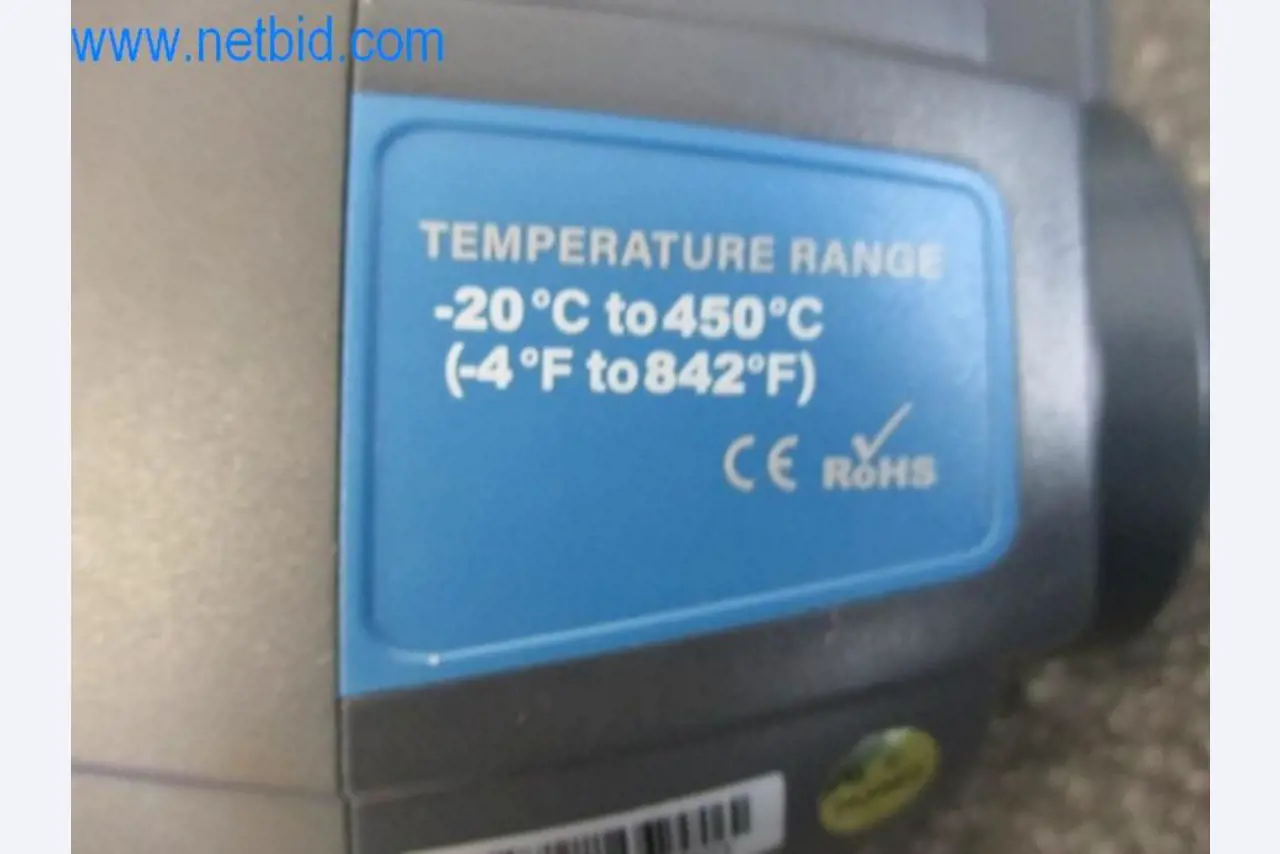 www.netbid.com
TEMPERATURE RANGE
-20°C to 450°C
(-4°F to 842°F)
CE RoHS